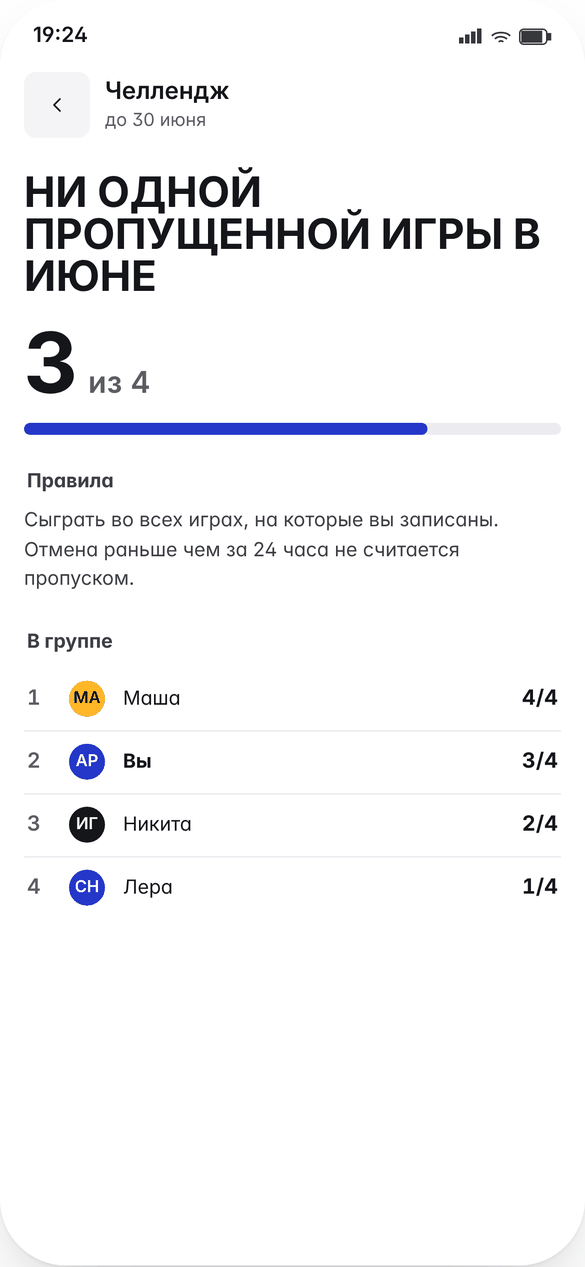 19:24
Челлендж
до 30 июня
НИ ОДНОЙ
ПРОПУЩЕННОЙ ИГРЫ В
ИЮНЕ
3 из 4
Правила
Сыграть во всех играх, на которые вы записаны.
Отмена раньше чем за 24 часа не считается
пропуском.
В группе
1 МА Маша 4/4
2 АР Вы 3/4
3 ИГ Никита 2/4
4 СН Лера 1/4